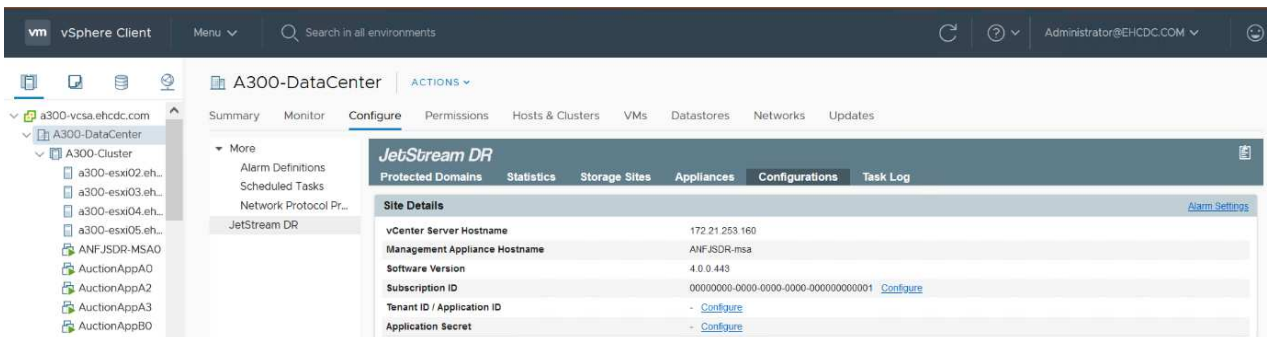 vm vSphere Client Menu Search in all environments Administrator@EHCDC.COM
A300-DataCenter ACTIONS
Summary Monitor Configure Permissions Hosts & Clusters VMs Datastores Networks Updates
a300-vcsa.ehcdc.com
A300-DataCenter
A300-Cluster
a300-esxi02.eh...
a300-esxi03.eh...
a300-esxi04.eh...
a300-esxi05.eh...
ANFJSDR-MSA0
AuctionAppA0
AuctionAppA2
AuctionAppA3
AuctionAppB0
More
Alarm Definitions
Scheduled Tasks
Network Protocol Pr...
JetStream DR
JetStream DR
Protected Domains Statistics Storage Sites Appliances Configurations Task Log
Site Details Alarm Settings
vCenter Server Hostname 172.21.253.160
Management Appliance Hostname ANFJSDR-msa
Software Version 4.0.0.443
Subscription ID 00000000-0000-0000-0000-000000000001 Configure
Tenant ID / Application ID - Configure
Application Secret - Configure